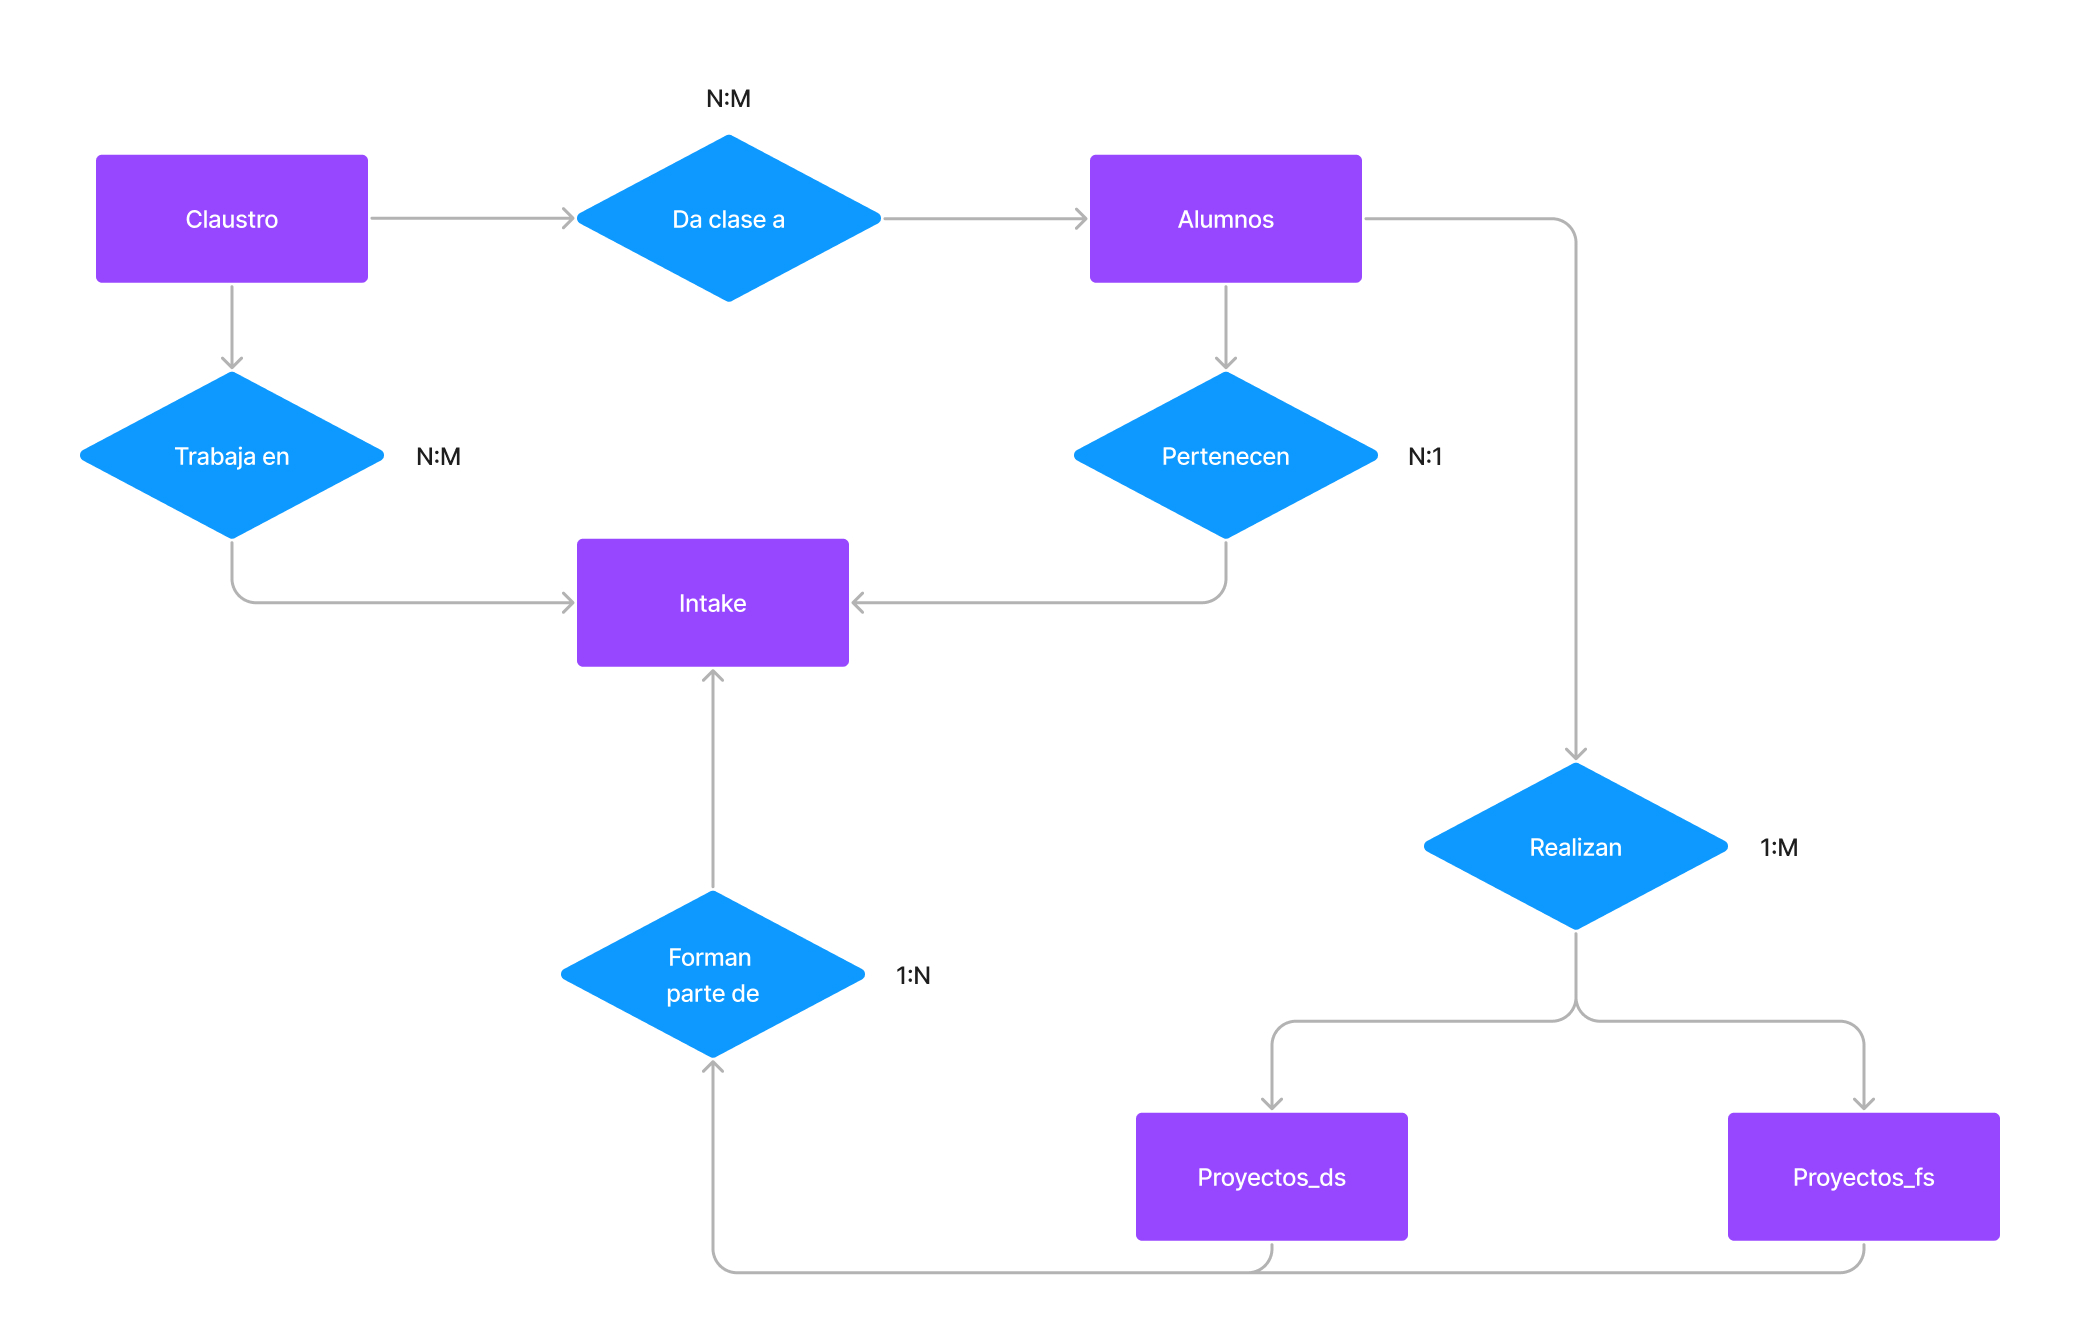 N:M
Claustro
Da clase a
Alumnos
Trabaja en
N:M
Pertenecen
N:1
Intake
Realizan
1:M
Forman
parte de
1:N
Proyectos_ds
Proyectos_fs